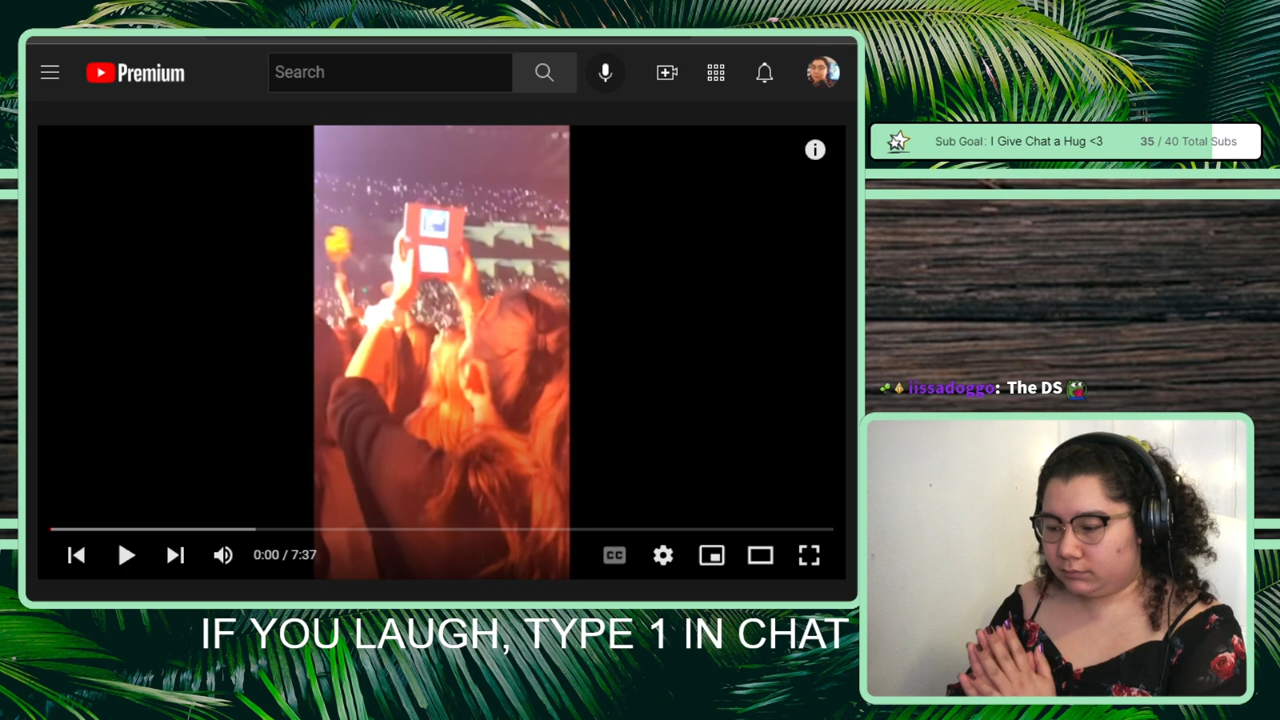 Premium
Search
Sub Goal: I Give Chat a Hug <3 35 / 40 Total Subs
iissadoggo: The DS
0:00 / 7:37
CC
IF YOU LAUGH, TYPE 1 IN CHAT